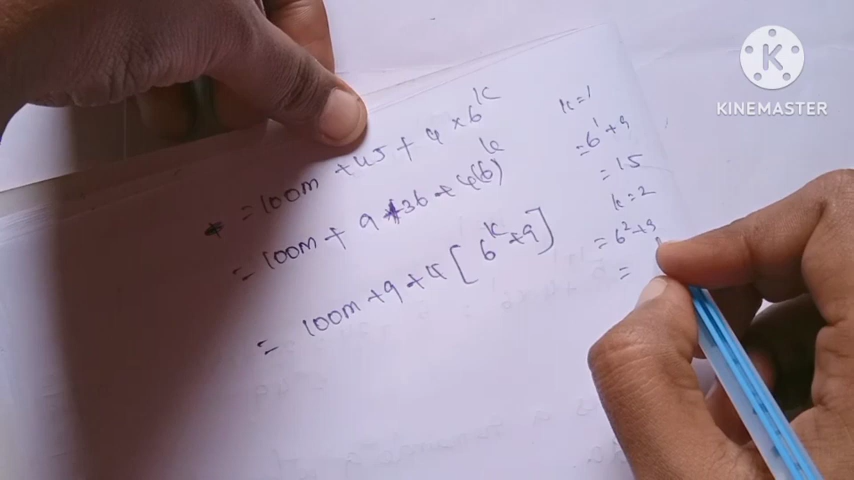 = 100m + 45 + 4 × 6^k
= 100m + 9 + 36 + 4(6)^k
= 100m + 9 + 4 [ 6^k + 9 ]
k = 1
= 6^1 + 9
= 15
k = 2
= 6^2 + 9
=
K
KINEMASTER